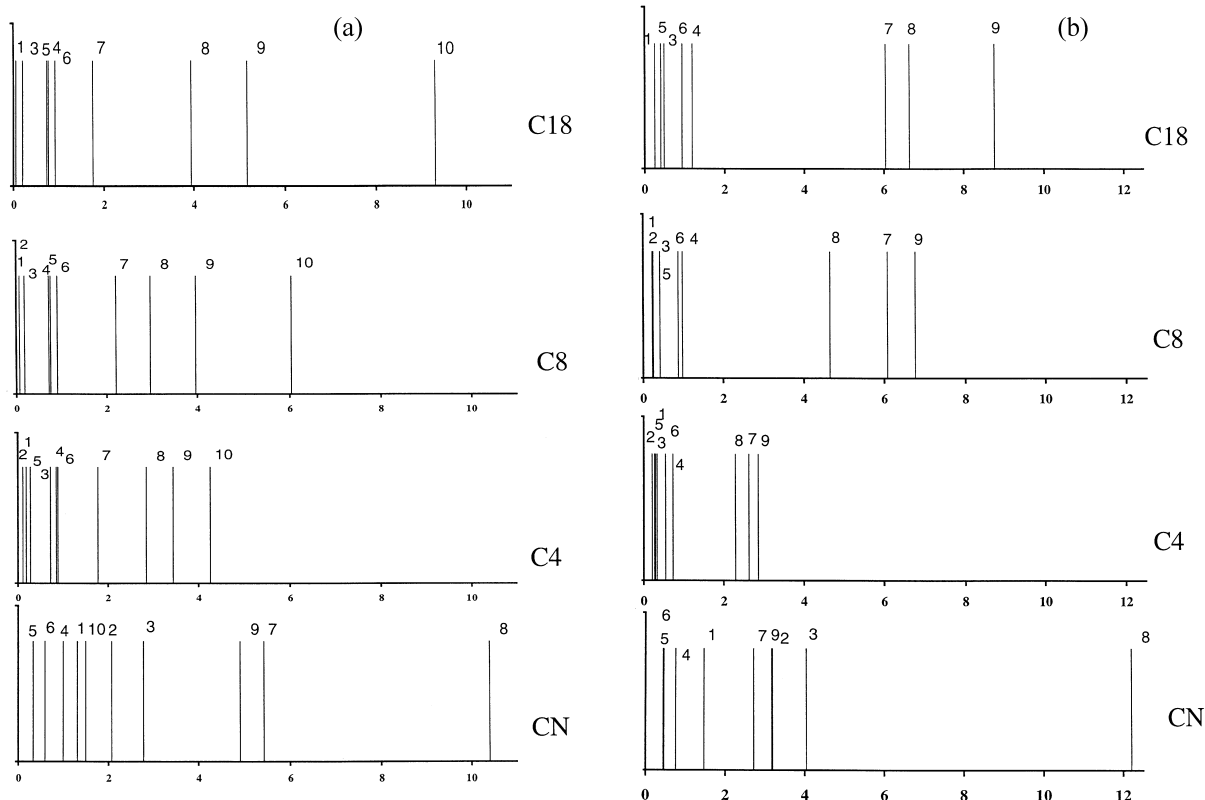 (a)
1 3 5 4 6 7 8 9 10
C18
0 2 4 6 8 10
2
1 3 4 5 6 7 8 9 10
C8
0 2 4 6 8 10
1
2 5 3 4 6 7 8 9 10
C4
0 2 4 6 8 10
5 6 4 1 10 2 3 9 7 8
CN
2 4 6 8 10
(b)
1 5 3 6 4 7 8 9
C18
0 2 4 6 8 10 12
1
2 3 6 4 8 7 9
5
C8
0 2 4 6 8 10 12
1
5 6
2 3 8 7 9
4
C4
0 2 4 6 8 10 12
6
5 4 1 7 9 2 3 8
CN
0 2 4 6 8 10 12